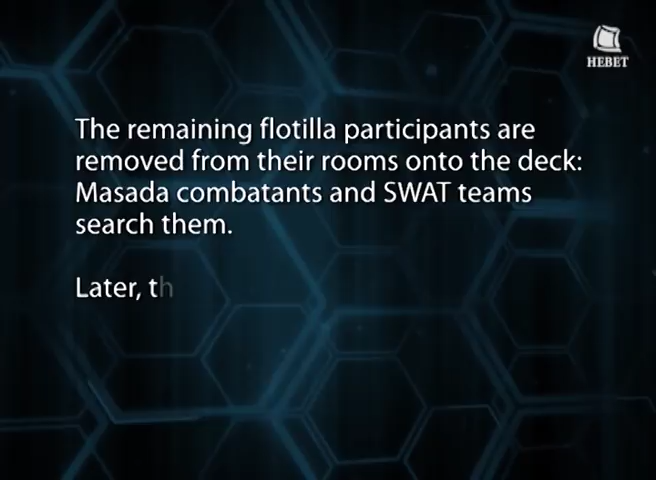 HEBET
The remaining flotilla participants are
removed from their rooms onto the deck:
Masada combatants and SWAT teams
search them.
Later, th